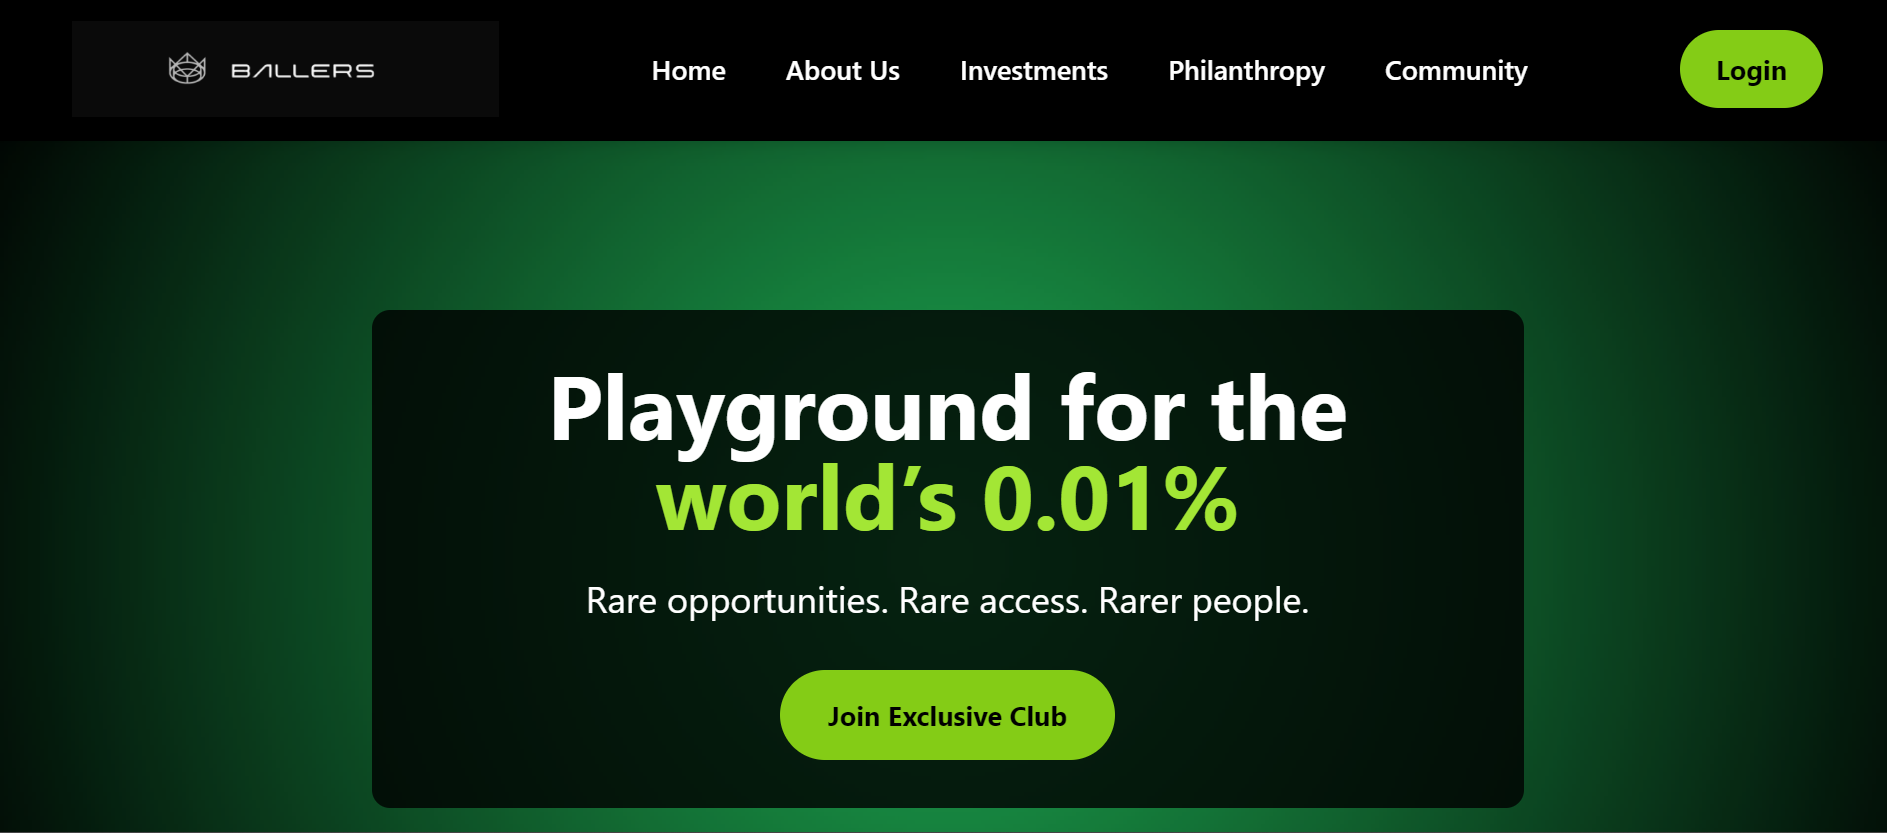 BALLERS
Home About Us Investments Philanthropy Community
Login
Playground for the
world’s 0.01%
Rare opportunities. Rare access. Rarer people.
Join Exclusive Club